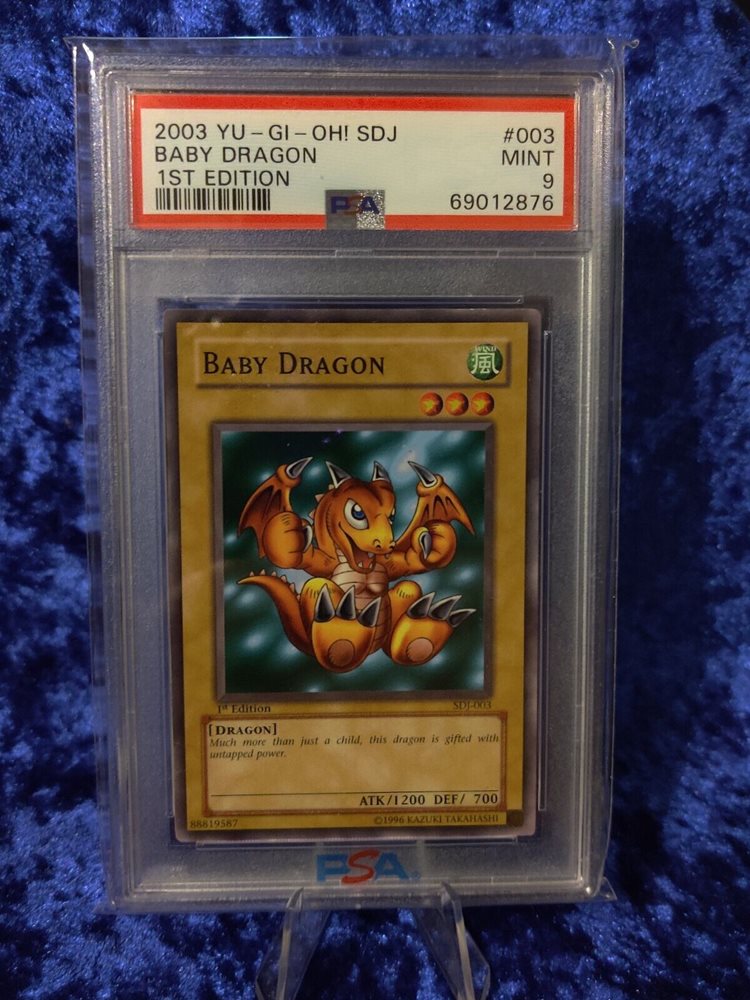 2003 YU-GI-OH! SDJ #003
BABY DRAGON MINT
1ST EDITION 9
PSA 69012876
BABY DRAGON
WIND
風
1st Edition SDJ-003
[DRAGON]
Much more than just a child, this dragon is gifted with
untapped power.
ATK/1200 DEF/ 700
88819587 ©1996 KAZUKI TAKAHASHI
PSA®